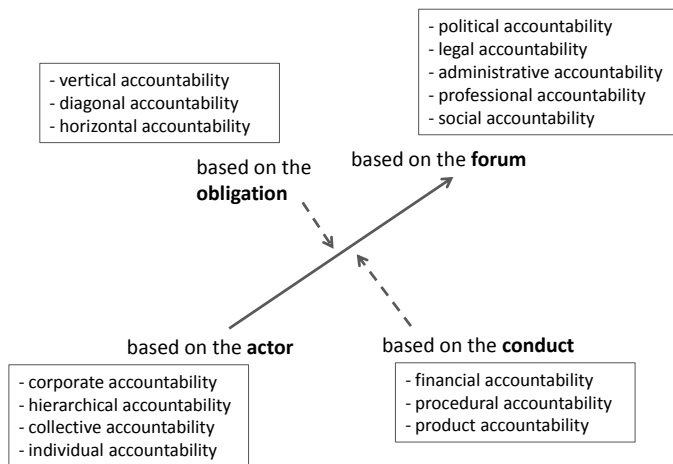 - political accountability
- legal accountability
- administrative accountability
- professional accountability
- social accountability
- vertical accountability
- diagonal accountability
- horizontal accountability
based on the forum
based on the
obligation
based on the actor
based on the conduct
- corporate accountability
- hierarchical accountability
- collective accountability
- individual accountability
- financial accountability
- procedural accountability
- product accountability